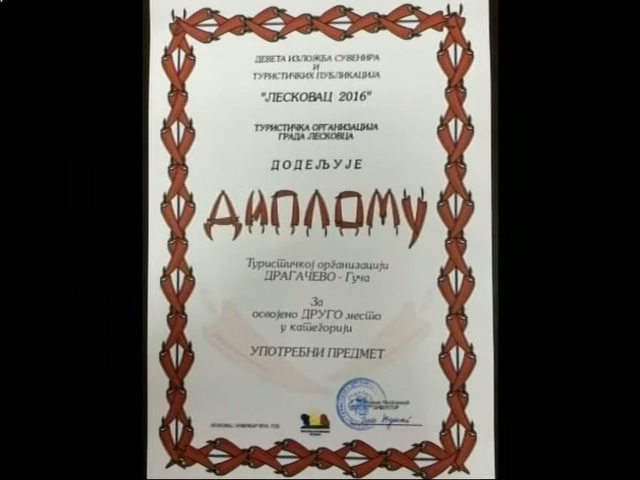 ДЕВЕТА ИЗЛОЖБА СУВЕНИРА
И
ТУРИСТИЧКИХ ПУБЛИКАЦИЈА
"ЛЕСКОВАЦ 2016"
ТУРИСТИЧКА ОРГАНИЗАЦИЈА
ГРАДА ЛЕСКОВЦА
ДОДЕЉУЈЕ
ДИПЛОМУ
Туристичкој организацији
ДРАГАЧЕВО - Гуча
За
освојено ДРУГО место
у категорији
УПОТРЕБНИ ПРЕДМЕТ
ДИРЕКТОР